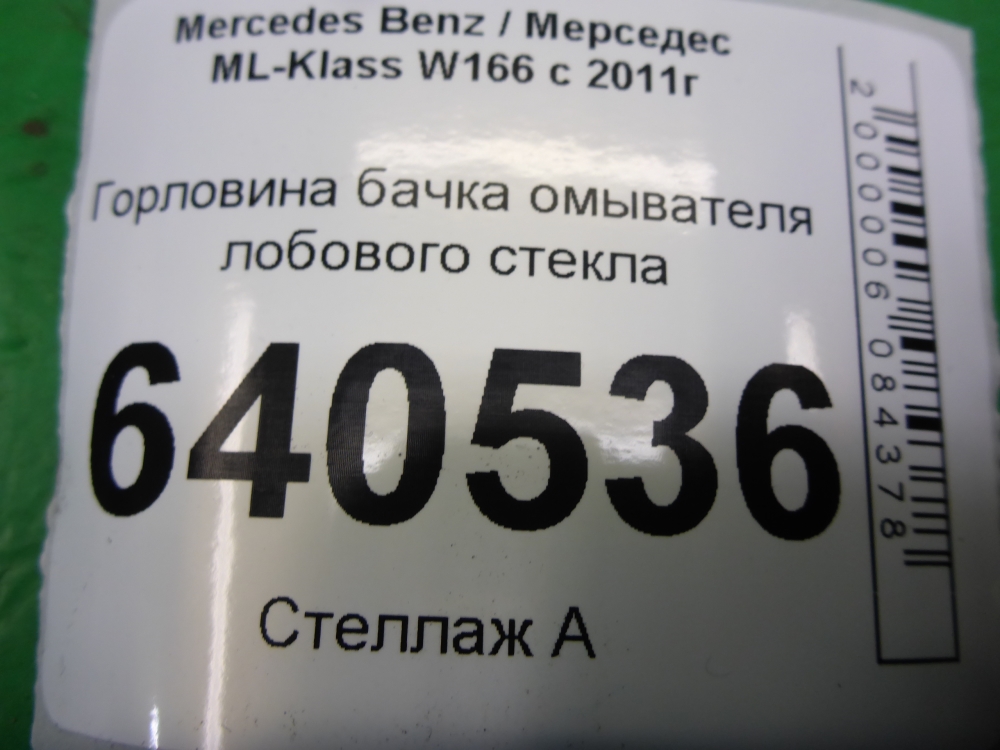 Mercedes Benz / Мерседес
ML-Klass W166 с 2011г
Горловина бачка омывателя
лобового стекла
640536
Стеллаж А
2000006084378